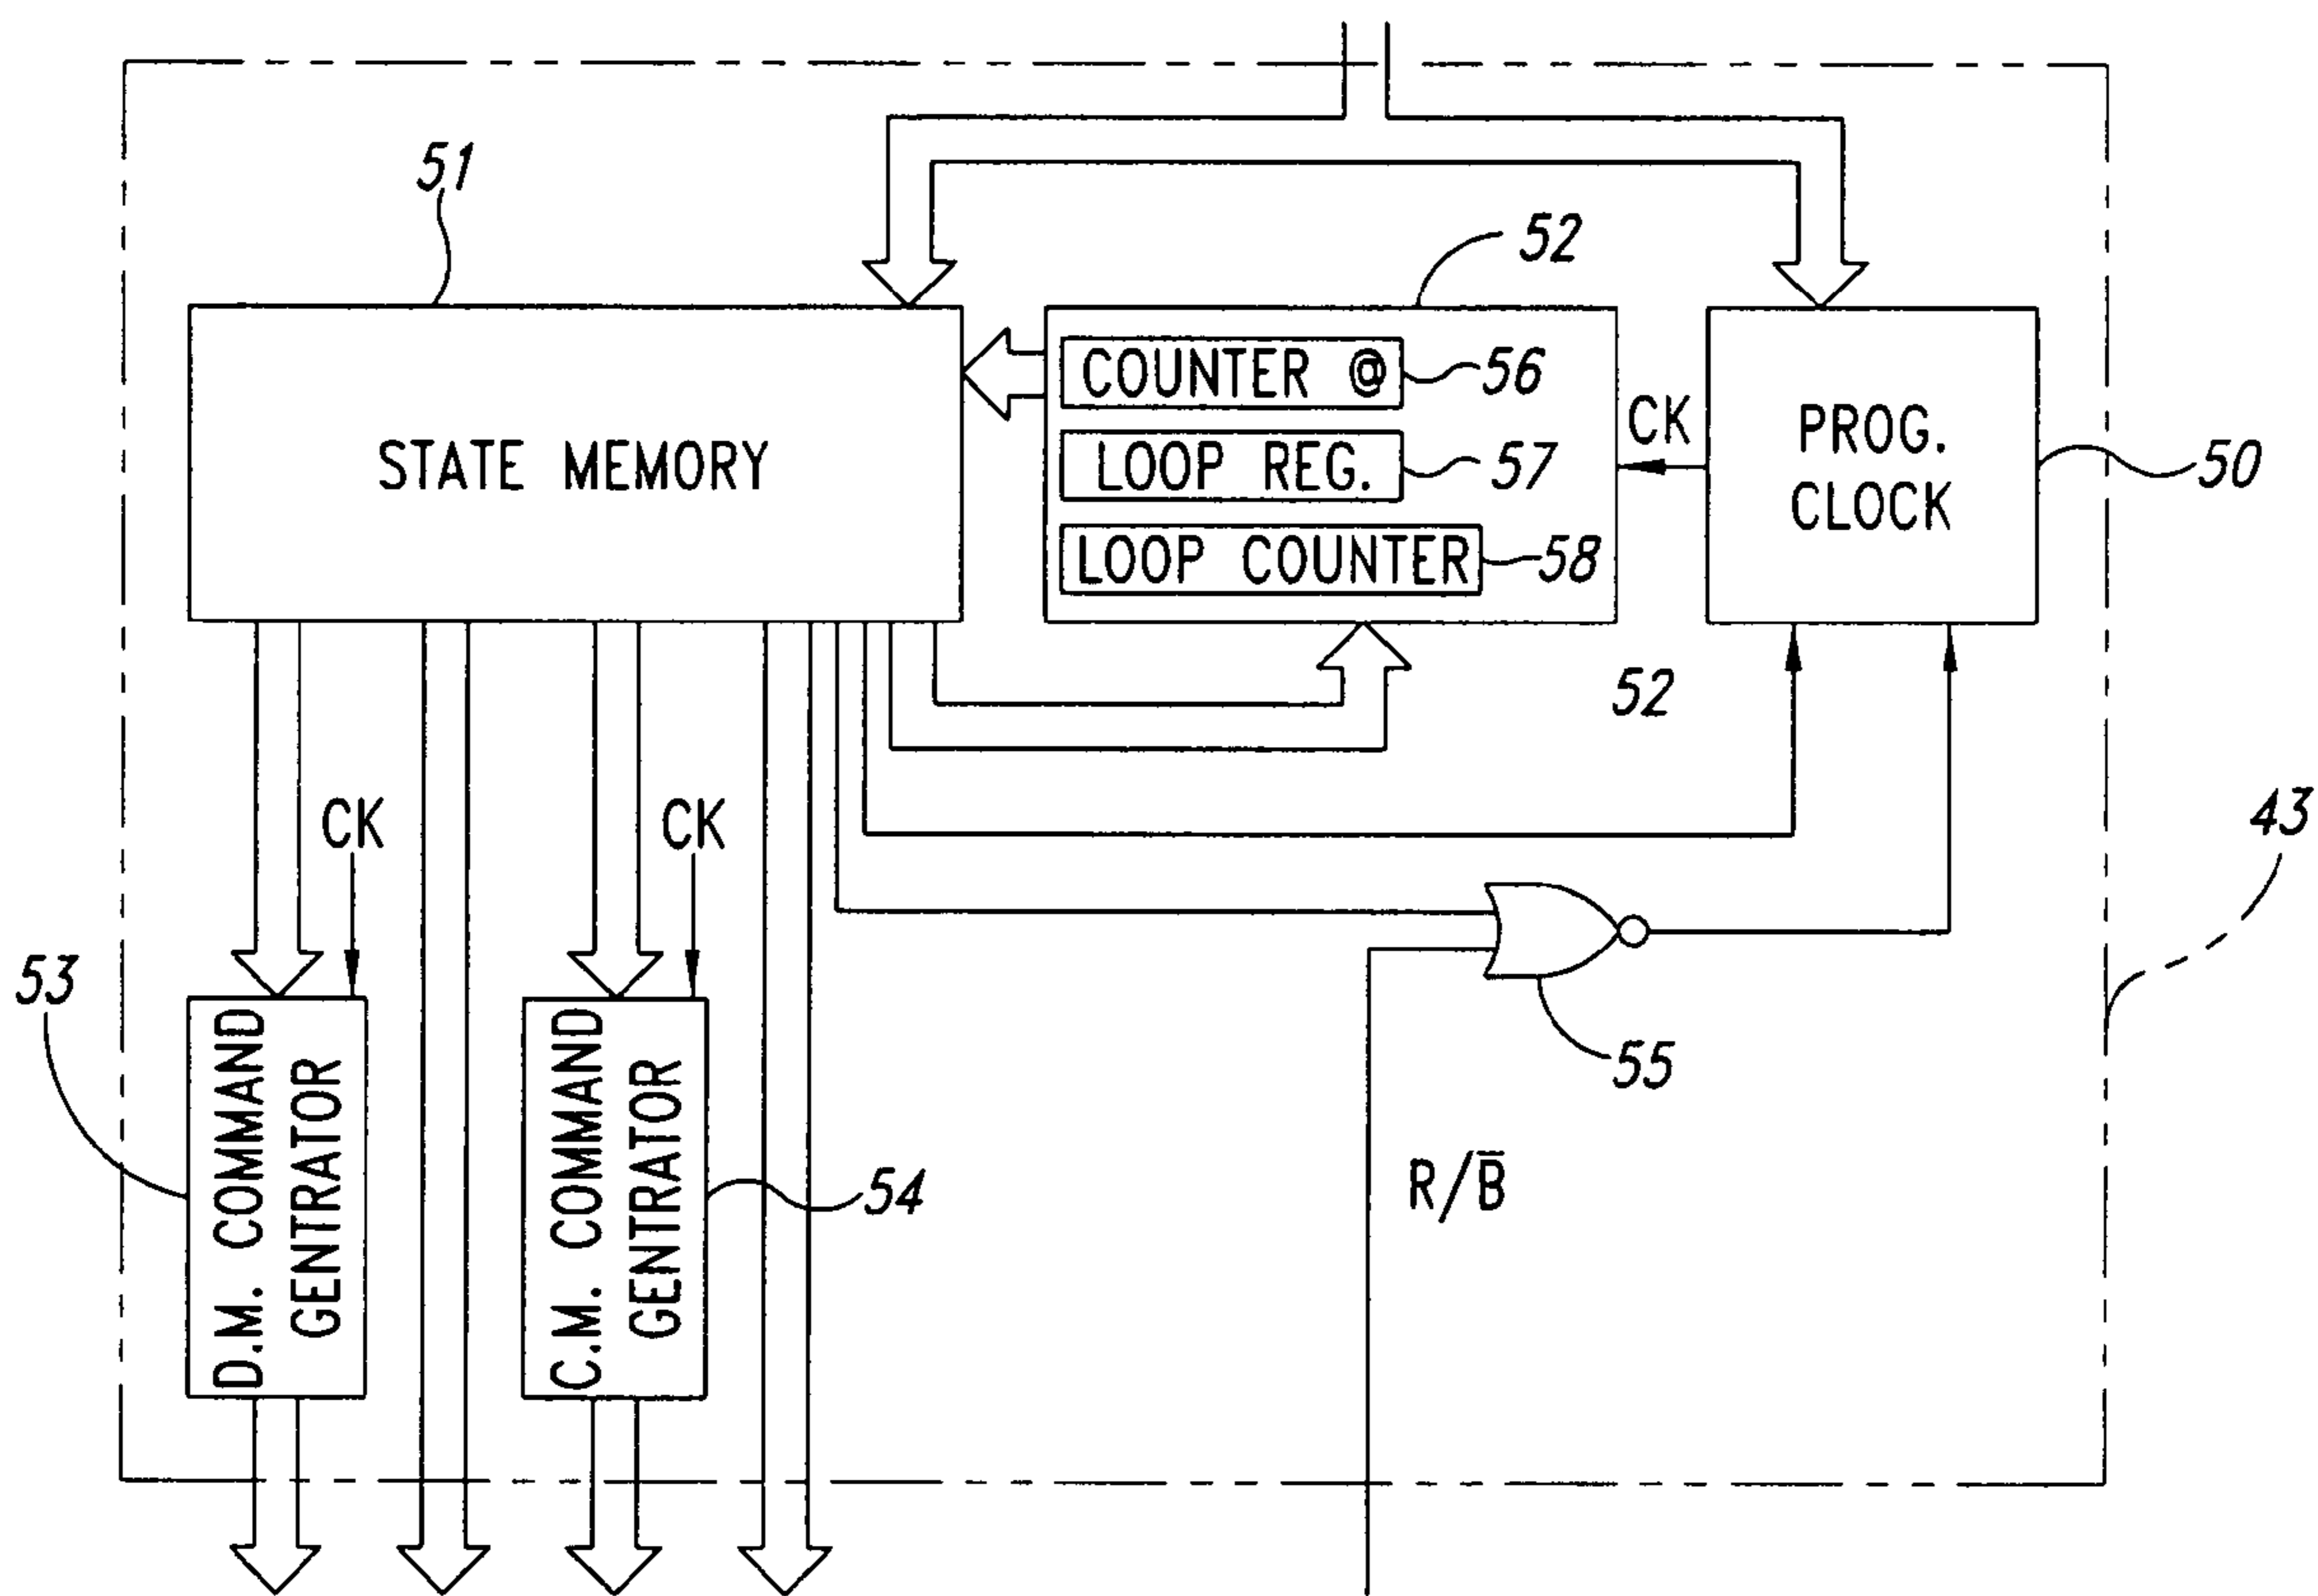 51
52
COUNTER @
56
STATE MEMORY
LOOP REG.
57
LOOP COUNTER
58
CK
PROG.
CLOCK
50
52
CK
CK
43
53
D.M. COMMAND
GENTRATOR
C.M. COMMAND
GENTRATOR
54
55
R/B̅